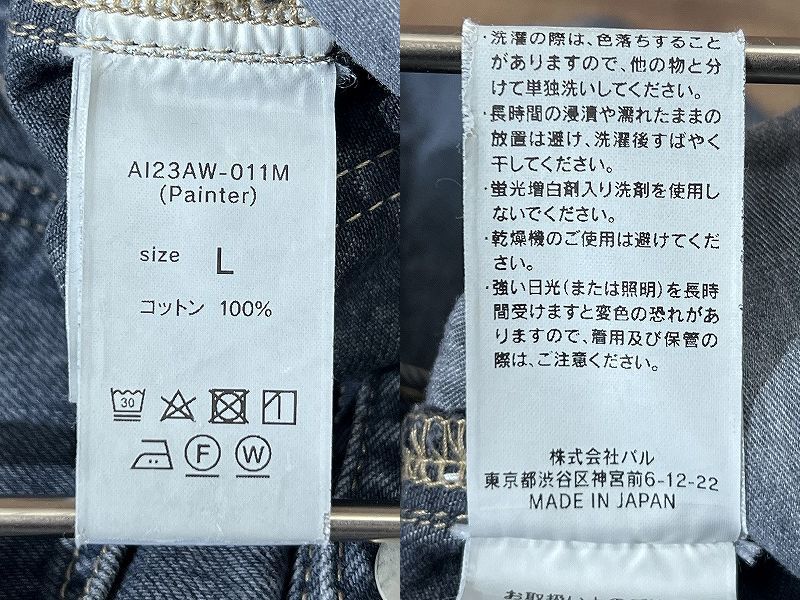 AI23AW-011M
(Painter)
size L
コットン 100%
30
F W
・洗濯の際は、色落ちすること
がありますので、他の物と分
けて単独洗いしてください。
・長時間の浸漬や濡れたままの
放置は避け、洗濯後すばやく
干してください。
・蛍光増白剤入り洗剤を使用し
ないでください。
・乾燥機のご使用は避けてくだ
さい。
・強い日光(または照明)を長時
間受けますと変色の恐れがあ
りますので、着用及び保管の
際は、ご注意ください。
株式会社バル
東京都渋谷区神宮前6-12-22
MADE IN JAPAN